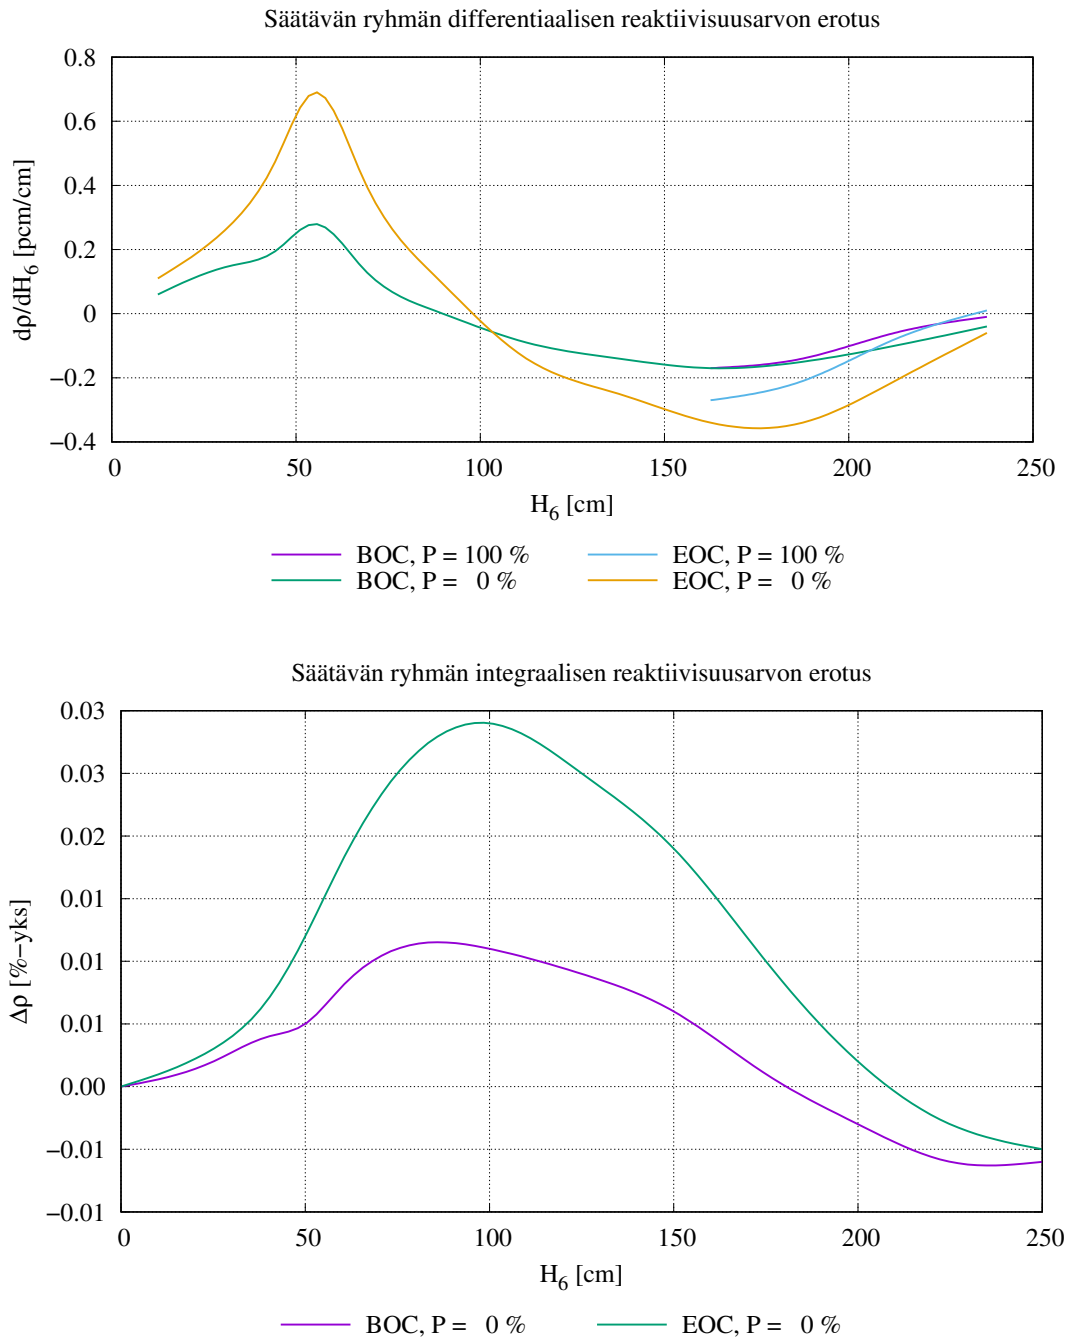 Säätävän ryhmän differentiaalisen reaktiivisuusarvon erotus
0.8
0.6
0.4
0.2
0
−0.2
−0.4
dρ/dH₆ [pcm/cm]
0 50 100 150 200 250
H₆ [cm]
BOC, P = 100 % EOC, P = 100 %
BOC, P = 0 % EOC, P = 0 %
Säätävän ryhmän integraalisen reaktiivisuusarvon erotus
0.03
0.03
0.02
0.01
0.01
0.01
0.00
−0.01
−0.01
Δρ [%−yks]
0 50 100 150 200 250
H₆ [cm]
BOC, P = 0 % EOC, P = 0 %